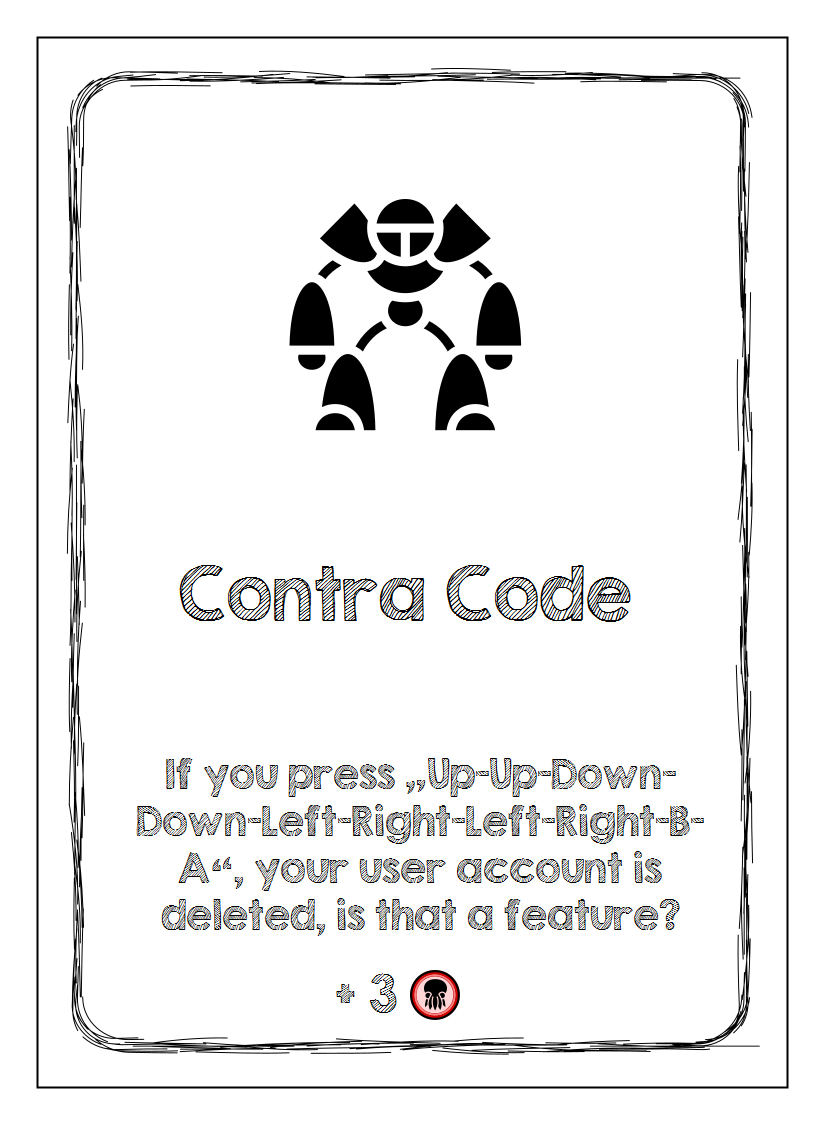 Contra Code
If you press „Up-Up-Down-
Down-Left-Right-Left-Right-B-
A“, your user account is
deleted, is that a feature?
+ 3